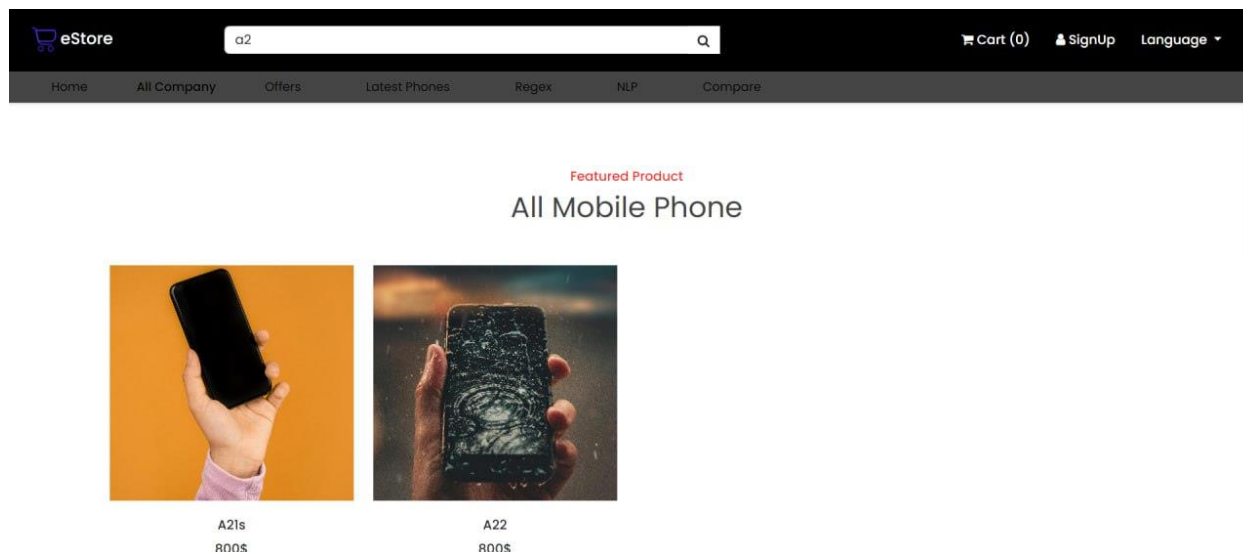 eStore
a2
Cart (0) SignUp Language
Home All Company Offers Latest Phones Regex NLP Compare
Featured Product
All Mobile Phone
A21s A22
800$ 800$